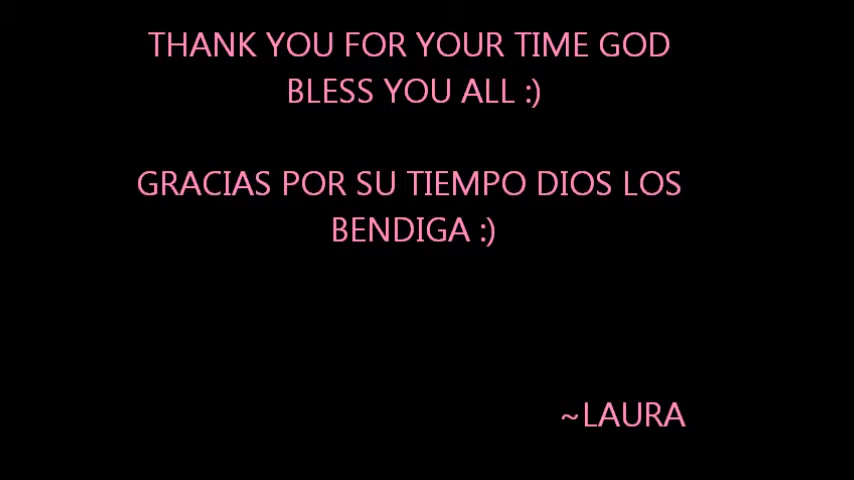 THANK YOU FOR YOUR TIME GOD
BLESS YOU ALL :)
GRACIAS POR SU TIEMPO DIOS LOS
BENDIGA :)
~LAURA